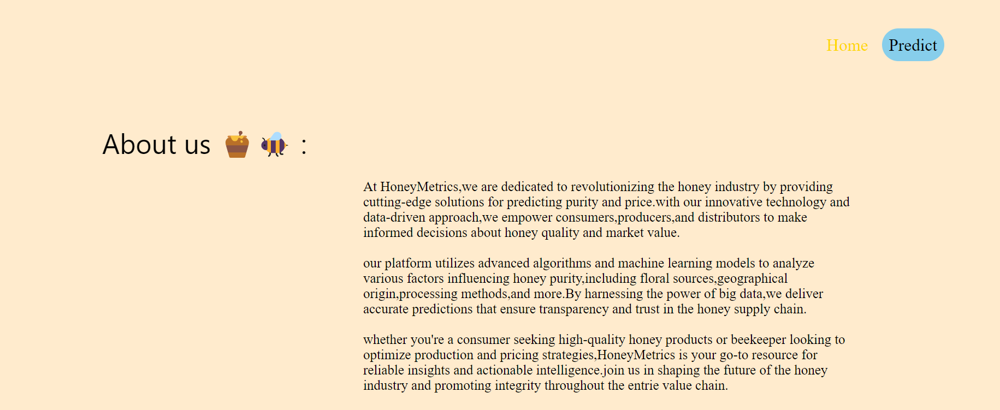 Home
Predict
About us 🍯 🐝 :
At HoneyMetrics,we are dedicated to revolutionizing the honey industry by providing
cutting-edge solutions for predicting purity and price.with our innovative technology and
data-driven approach,we empower consumers,producers,and distributors to make
informed decisions about honey quality and market value.
our platform utilizes advanced algorithms and machine learning models to analyze
various factors influencing honey purity,including floral sources,geographical
origin,processing methods,and more.By harnessing the power of big data,we deliver
accurate predictions that ensure transparency and trust in the honey supply chain.
whether you're a consumer seeking high-quality honey products or beekeeper looking to
optimize production and pricing strategies,HoneyMetrics is your go-to resource for
reliable insights and actionable intelligence.join us in shaping the future of the honey
industry and promoting integrity throughout the entrie value chain.